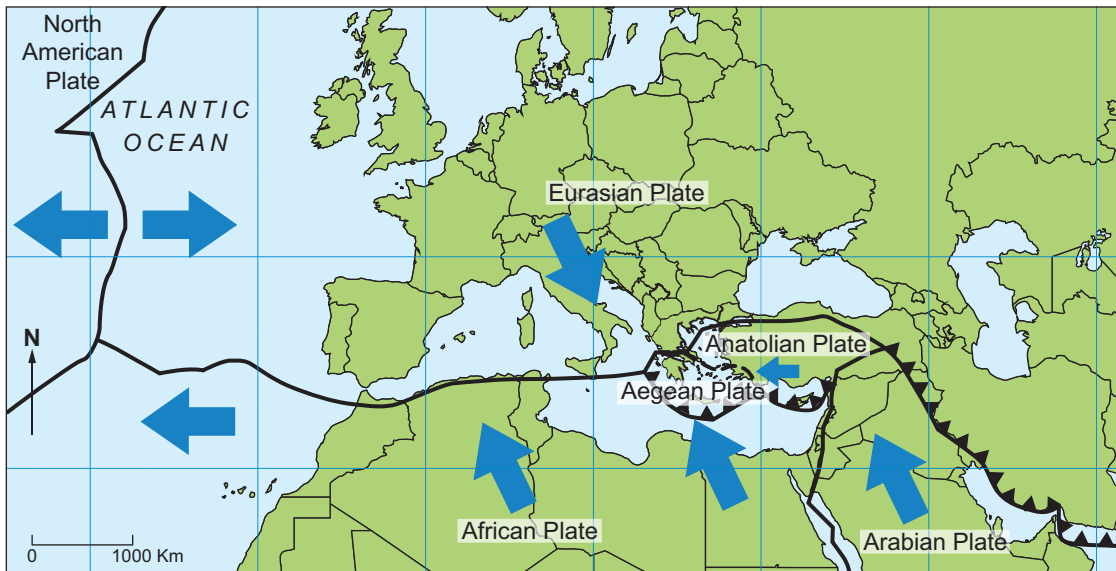 North
American
Plate
ATLANTIC
OCEAN
Eurasian Plate
N
Anatolian Plate
Aegean Plate
African Plate
Arabian Plate
0 1000 Km